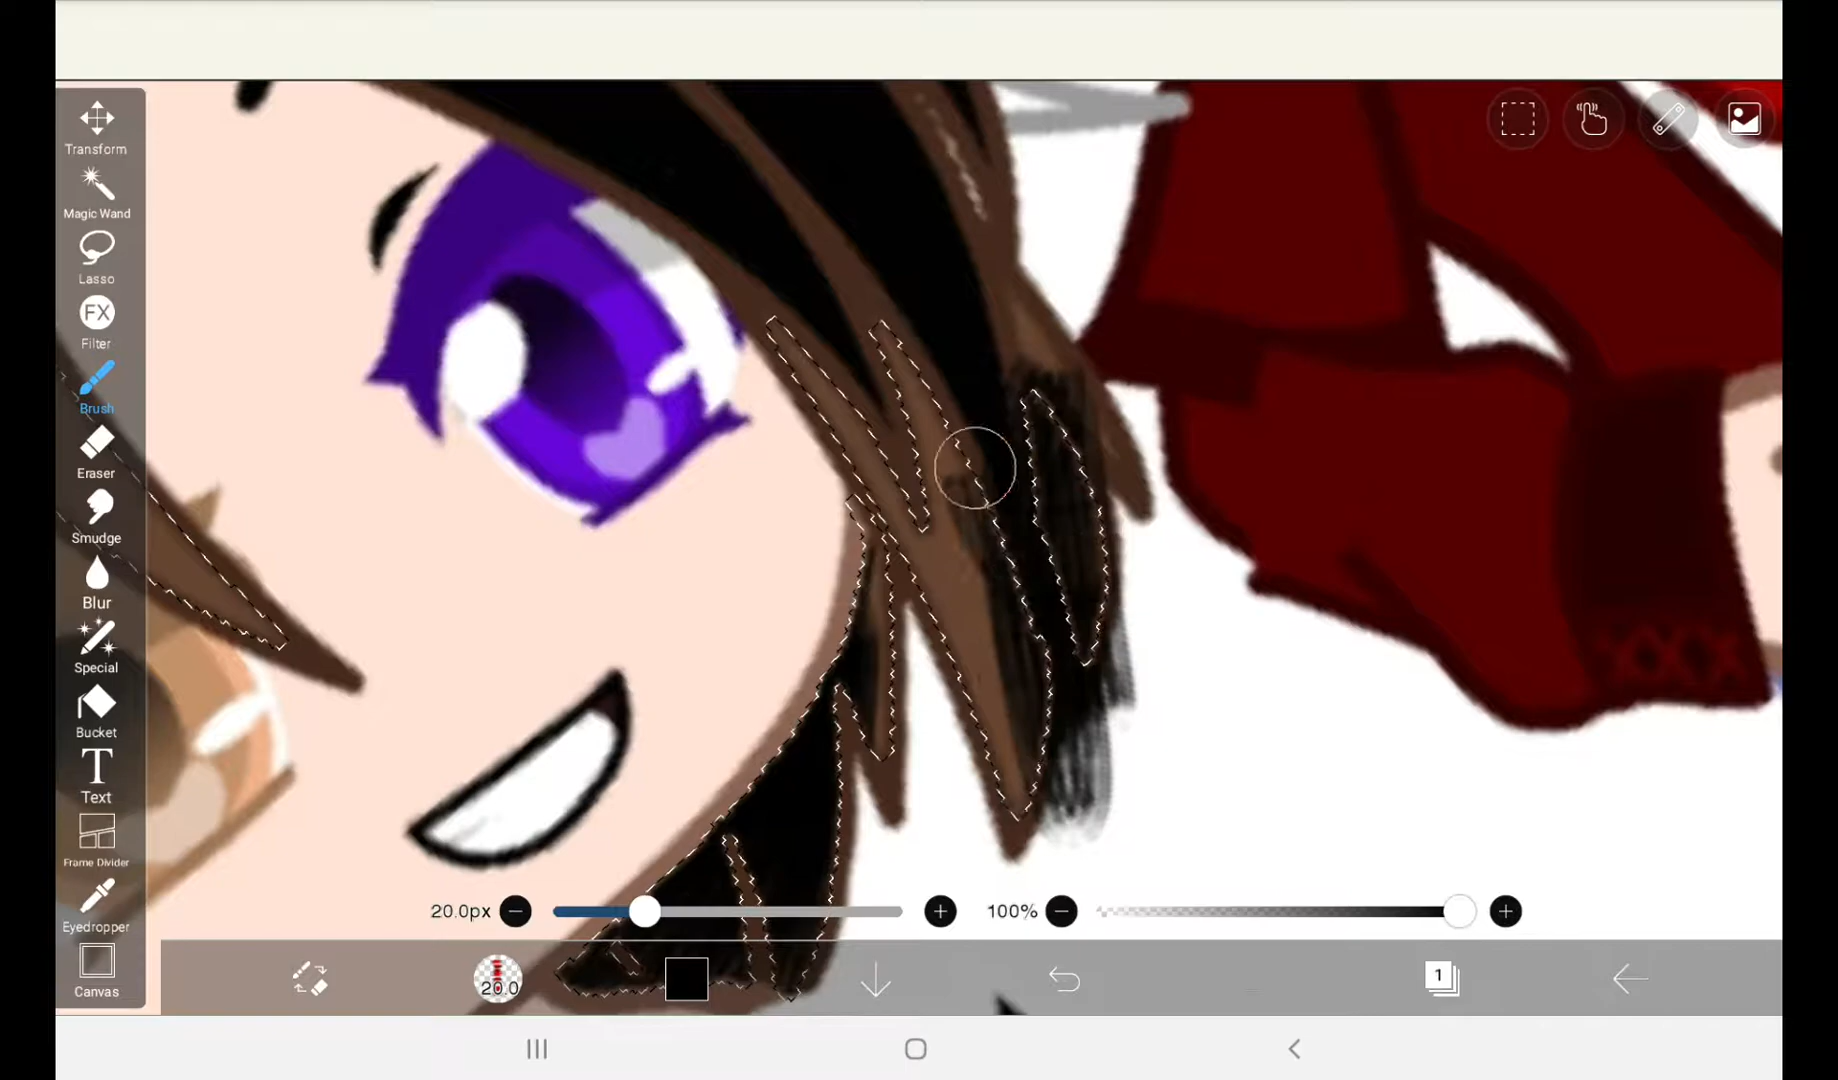 Transform
Magic Wand
Lasso
FX
Filter
Brush
Eraser
Smudge
Blur
Special
Bucket
T
Text
Frame Divider
Eyedropper
Canvas
XXX
20.0px
100%
20.0
1